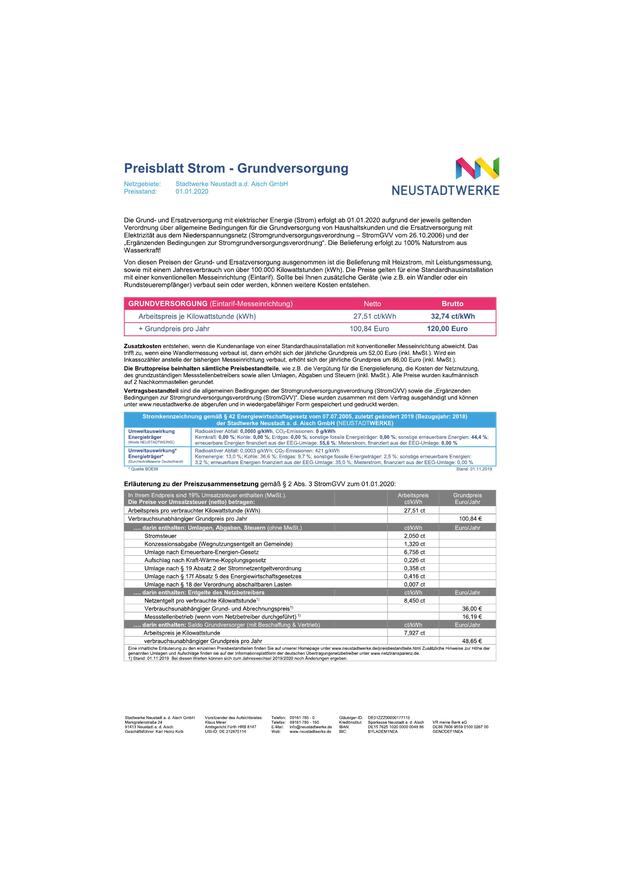 Preisblatt Strom - Grundversorgung
Netzgebiete: Stadtwerke Neustadt a.d. Aisch GmbH
Preisstand: 01.01.2020
NEUSTADTWERKE
Die Grund- und Ersatzversorgung mit elektrischer Energie (Strom) erfolgt ab 01.01.2020 aufgrund der jeweils geltenden
Verordnung über allgemeine Bedingungen für die Grundversorgung von Haushaltskunden und die Ersatzversorgung mit
Elektrizität aus dem Niederspannungsnetz (Stromgrundversorgungsverordnung – StromGVV vom 26.10.2006) und der
„Ergänzenden Bedingungen zur Stromgrundversorgungsverordnung“. Die Belieferung erfolgt zu 100% Naturstrom aus
Wasserkraft!
Von diesen Preisen der Grund- und Ersatzversorgung ausgenommen ist die Belieferung mit Heizstrom, mit Leistungsmessung,
sowie mit einem Jahresverbrauch von über 100.000 Kilowattstunden (kWh). Die Preise gelten für eine Standardhausinstallation
mit einer konventionellen Messeinrichtung (Eintarif). Sollte bei Ihnen zusätzliche Geräte (wie z.B. ein Wandler oder ein
Rundsteuerempfänger) verbaut sein oder werden, können weitere Kosten entstehen.
GRUNDVERSORGUNG (Eintarif-Messeinrichtung) Netto Brutto
Arbeitspreis je Kilowattstunde (kWh) 27,51 ct/kWh 32,74 ct/kWh
+ Grundpreis pro Jahr 100,84 Euro 120,00 Euro
Zusatzkosten entstehen, wenn die Kundenanlage von einer Standardhausinstallation mit konventioneller Messeinrichtung abweicht. Das
trifft zu, wenn eine Wandlermessung verbaut ist, dann erhöht sich der jährliche Grundpreis um 52,00 Euro (inkl. MwSt.). Wird ein
Inkassozähler anstelle der bisherigen Messeinrichtung verbaut, erhöht sich der jährliche Grundpreis um 86,00 Euro (inkl. MwSt.).
Die Bruttopreise beinhalten sämtliche Preisbestandteile, wie z.B. die Vergütung für die Energielieferung, die Kosten der Netznutzung,
des grundzuständigen Messstellenbetreibers sowie allen Umlagen, Abgaben und Steuern (inkl. MwSt.). Alle Preise wurden kaufmännisch
auf 2 Nachkommastellen gerundet.
Vertragsbestandteil sind die allgemeinen Bedingungen der Stromgrundversorgungsverordnung (StromGVV) sowie die „Ergänzenden
Bedingungen zur Stromgrundversorgungsverordnung (StromGVV)“. Diese wurden zusammen mit dem Vertrag ausgehändigt und können
unter www.neustadtwerke.de abgerufen und in wiedergabefähiger Form gespeichert und gedruckt werden.
Stromkennzeichnung gemäß § 42 Energiewirtschaftsgesetz vom 07.07.2005, zuletzt geändert 2019 (Bezugsjahr: 2018)
der Stadtwerke Neustadt a. d. Aisch GmbH (NEUSTADTWERKE)
Umweltauswirkung Radioaktiver Abfall: 0,0000 g/kWh, CO₂-Emissionen: 0 g/kWh
Energieträger Kernkraft: 0,00 %; Kohle: 0,00 %; Erdgas: 0,00 %; sonstige fossile Energieträger: 0,00 %; sonstige erneuerbare Energien: 44,4 %;
(Werte NEUSTADTWERKE) erneuerbare Energien finanziert aus der EEG-Umlage: 55,6 %; Mieterstrom, finanziert aus der EEG-Umlage: 0,00 %
Umweltauswirkung* Radioaktiver Abfall: 0,0003 g/kWh, CO₂-Emissionen: 421 g/kWh
Energieträger* Kernenergie: 13,0 %; Kohle: 36,6 %; Erdgas: 9,7 %; sonstige fossile Energieträger: 2,5 %; sonstige erneuerbare Energien:
(Durchschnittswerte Deutschland) 3,2 %; erneuerbare Energien, finanziert aus der EEG-Umlage: 35,0 %; Mieterstrom, finanziert aus der EEG-Umlage: 0,00 %
* Quelle BDEW Stand: 01.11.2019
Erläuterung zu der Preiszusammensetzung gemäß § 2 Abs. 3 StromGVV zum 01.01.2020:
In Ihrem Endpreis sind 19% Umsatzsteuer enthalten (MwSt.). Arbeitspreis Grundpreis
Die Preise vor Umsatzsteuer (netto) betragen: ct/kWh Euro/Jahr
Arbeitspreis pro verbrauchter Kilowattstunde (kWh) 27,51 ct
Verbrauchsunabhängiger Grundpreis pro Jahr 100,84 €
.... darin enthalten: Umlagen, Abgaben, Steuern (ohne MwSt.) ct/kWh Euro/Jahr
Stromsteuer 2,050 ct
Konzessionsabgabe (Wegnutzungsentgelt an Gemeinde) 1,320 ct
Umlage nach Erneuerbare-Energien-Gesetz 6,756 ct
Aufschlag nach Kraft-Wärme-Kopplungsgesetz 0,226 ct
Umlage nach § 19 Absatz 2 der Stromnetzentgeltverordnung 0,358 ct
Umlage nach § 17f Absatz 5 des Energiewirtschaftsgesetzes 0,416 ct
Umlage nach § 18 der Verordnung abschaltbaren Lasten 0,007 ct
.... darin enthalten: Entgelte des Netzbetreibers ct/kWh Euro/Jahr
Netzentgelt pro verbrauchte Kilowattstunde¹⁾ 8,450 ct
Verbrauchsunabhängiger Grund- und Abrechnungspreis¹⁾ 36,00 €
Messstellenbetrieb (wenn vom Netzbetreiber durchgeführt) ¹⁾ 16,19 €
.... darin enthalten: Saldo Grundversorger (mit Beschaffung & Vertrieb) ct/kWh Euro/Jahr
Arbeitspreis je Kilowattstunde 7,927 ct
verbrauchsunabhängiger Grundpreis pro Jahr 48,65 €
Eine inhaltliche Erläuterung zu den einzelnen Preisbestandteilen finden Sie auf unserer Homepage unter www.neustadtwerke.de/preisbestandteile.html Zusätzliche Hinweise zur Höhe der
genannten Umlagen und Aufschläge finden sie auf der Informationsplattform der deutschen Übertragungsnetzbetreiber unter www.netztransparenz.de.
1) Stand: 01.11.2019 Bei diesen Werten können sich zum Jahreswechsel 2019/2020 noch Änderungen ergeben.
Stadtwerke Neustadt a. d. Aisch GmbH
Markgrafenstraße 24
91413 Neustadt a. d. Aisch
Geschäftsführer: Karl Heinz Kolb
Vorsitzender des Aufsichtsrates:
Klaus Meier
Amtsgericht Fürth HRB 8187
Telefon: 09161 785 - 0
Telefax: 09161 785 - 150
E-Mail: info@neustadtwerke.de
Web: www.neustadtwerke.de
Gläubiger-ID:
Kreditinstitut: Sparkasse Neustadt a. d. Aisch VR meine Bank eG
IBAN:
BIC: BYLADEM1NEA GENODEF1NEA